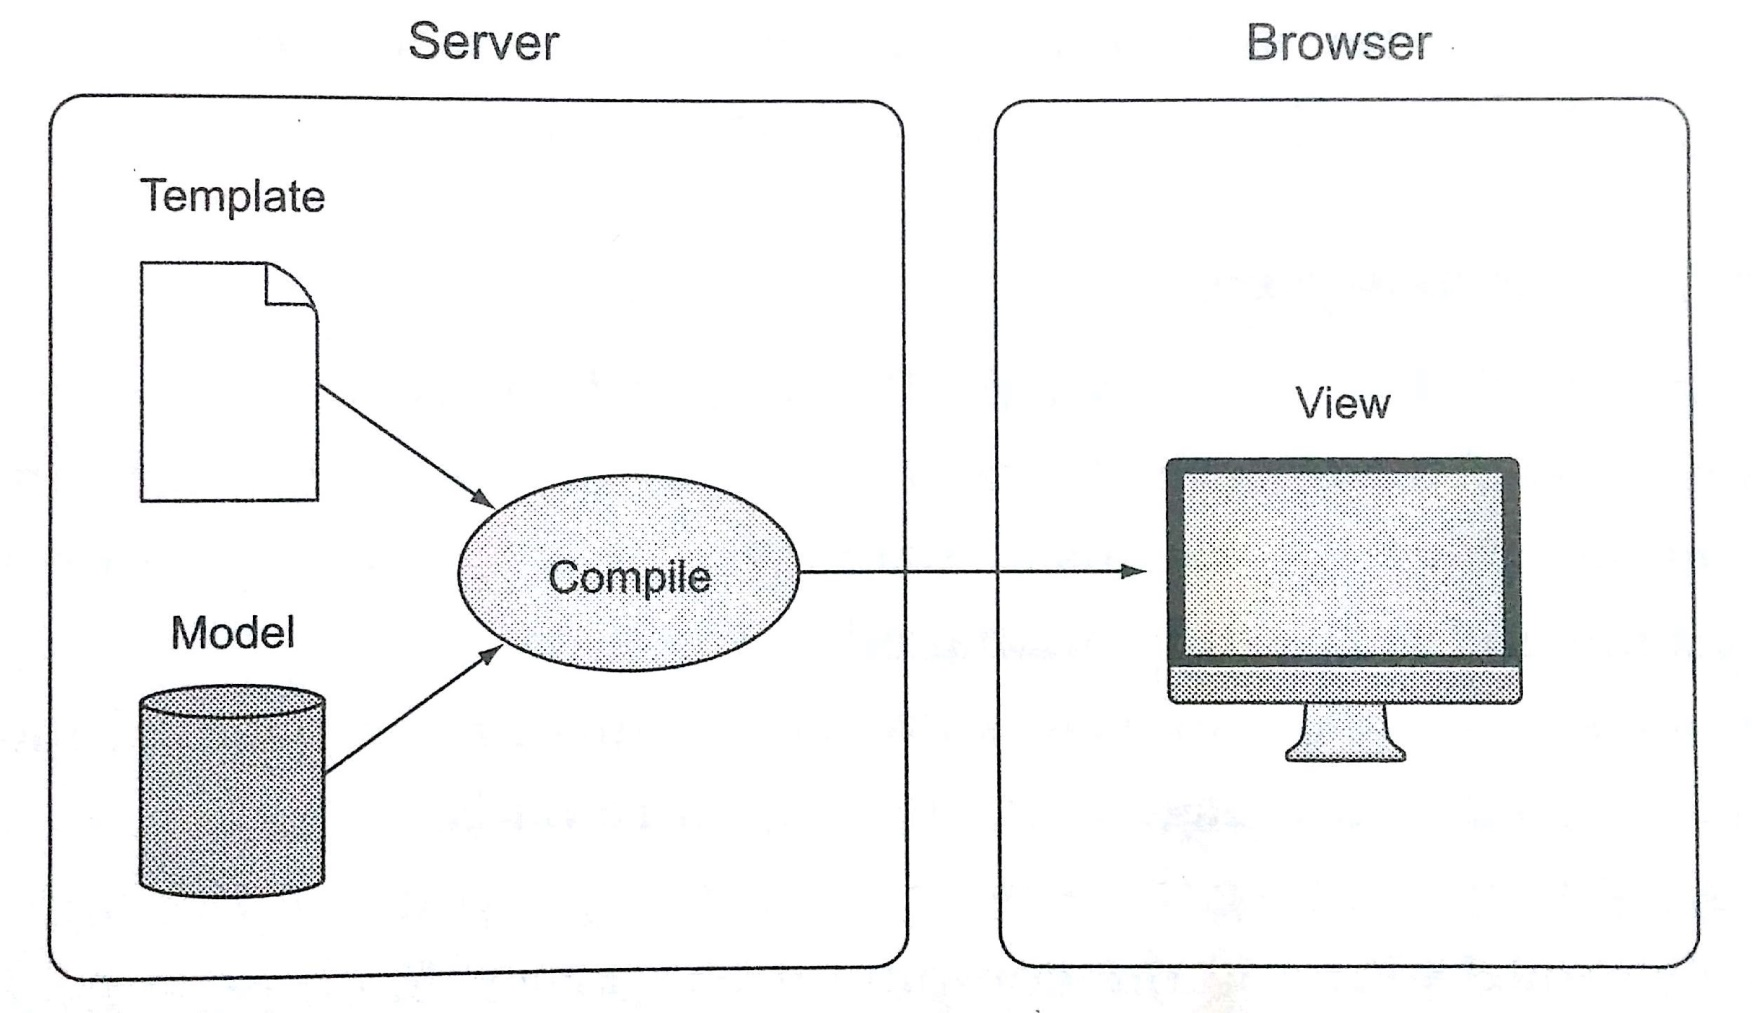 Server
Browser
Template
View
Compile
Model